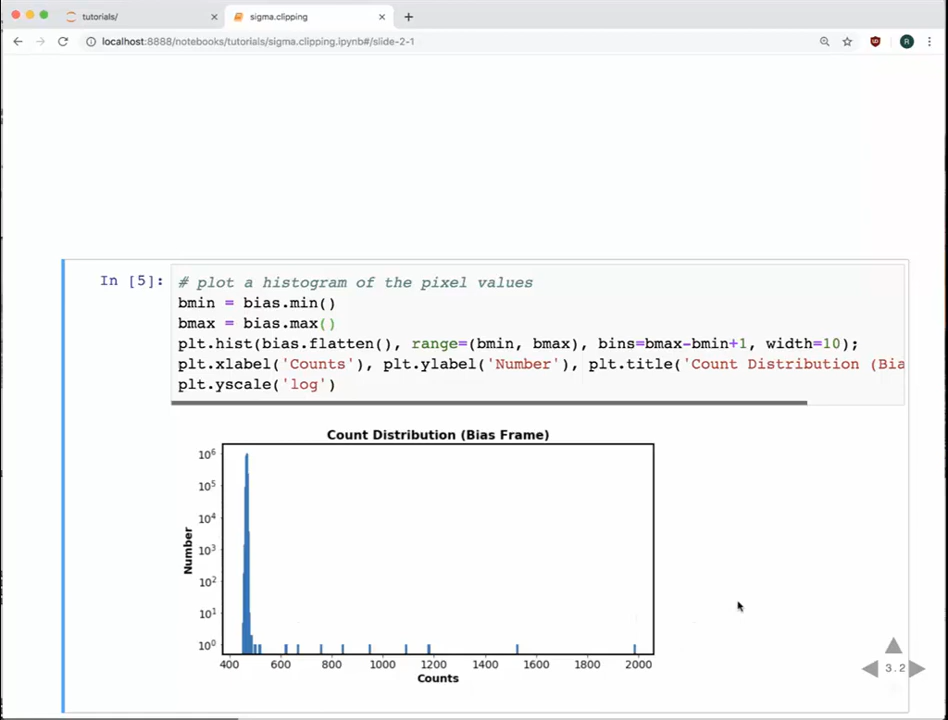 tutorials/
sigma.clipping
localhost:8888/notebooks/tutorials/sigma.clipping.ipynb#/slide-2-1
R
In [5]:
# plot a histogram of the pixel values
bmin = bias.min()
bmax = bias.max()
plt.hist(bias.flatten(), range=(bmin, bmax), bins=bmax-bmin+1, width=10);
plt.xlabel('Counts'), plt.ylabel('Number'), plt.title('Count Distribution (Bia
plt.yscale('log')
Count Distribution (Bias Frame)
10⁶
10⁵
10⁴
10³
10²
10¹
10⁰
Number
400 600 800 1000 1200 1400 1600 1800 2000
Counts
3.2